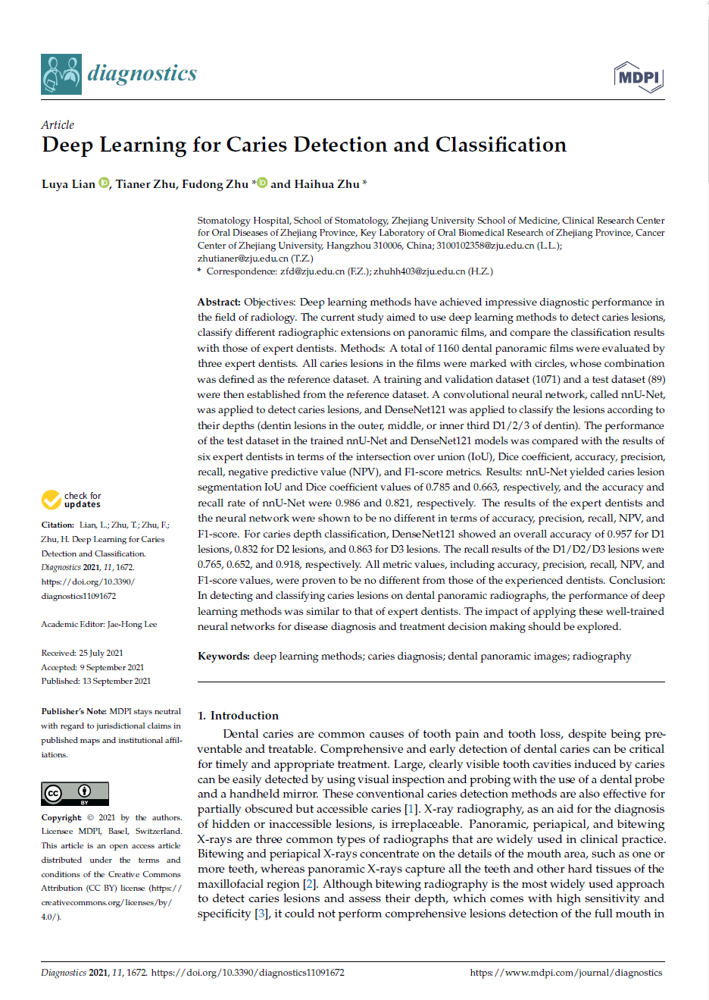 diagnostics
MDPI
Article
Deep Learning for Caries Detection and Classification
Luya Lian, Tianer Zhu, Fudong Zhu * and Haihua Zhu *
Stomatology Hospital, School of Stomatology, Zhejiang University School of Medicine, Clinical Research Center
for Oral Diseases of Zhejiang Province, Key Laboratory of Oral Biomedical Research of Zhejiang Province, Cancer
Center of Zhejiang University, Hangzhou 310006, China; 3100102358@zju.edu.cn (L.L.);
zhutianer@zju.edu.cn (T.Z.)
* Correspondence: zfd@zju.edu.cn (F.Z.); zhuhh403@zju.edu.cn (H.Z.)
Abstract: Objectives: Deep learning methods have achieved impressive diagnostic performance in
the field of radiology. The current study aimed to use deep learning methods to detect caries lesions,
classify different radiographic extensions on panoramic films, and compare the classification results
with those of expert dentists. Methods: A total of 1160 dental panoramic films were evaluated by
three expert dentists. All caries lesions in the films were marked with circles, whose combination
was defined as the reference dataset. A training and validation dataset (1071) and a test dataset (89)
were then established from the reference dataset. A convolutional neural network, called nnU-Net,
was applied to detect caries lesions, and DenseNet121 was applied to classify the lesions according to
their depths (dentin lesions in the outer, middle, or inner third D1/2/3 of dentin). The performance
of the test dataset in the trained nnU-Net and DenseNet121 models was compared with the results of
six expert dentists in terms of the intersection over union (IoU), Dice coefficient, accuracy, precision,
recall, negative predictive value (NPV), and F1-score metrics. Results: nnU-Net yielded caries lesion
segmentation IoU and Dice coefficient values of 0.785 and 0.663, respectively, and the accuracy and
recall rate of nnU-Net were 0.986 and 0.821, respectively. The results of the expert dentists and
the neural network were shown to be no different in terms of accuracy, precision, recall, NPV, and
F1-score. For caries depth classification, DenseNet121 showed an overall accuracy of 0.957 for D1
lesions, 0.832 for D2 lesions, and 0.863 for D3 lesions. The recall results of the D1/D2/D3 lesions were
0.765, 0.652, and 0.918, respectively. All metric values, including accuracy, precision, recall, NPV, and
F1-score values, were proven to be no different from those of the experienced dentists. Conclusion:
In detecting and classifying caries lesions on dental panoramic radiographs, the performance of deep
learning methods was similar to that of expert dentists. The impact of applying these well-trained
neural networks for disease diagnosis and treatment decision making should be explored.
Keywords: deep learning methods; caries diagnosis; dental panoramic images; radiography
check for
updates
Citation: Lian, L.; Zhu, T.; Zhu, F.;
Zhu, H. Deep Learning for Caries
Detection and Classification.
Diagnostics 2021, 11, 1672.
https://doi.org/10.3390/
diagnostics11091672
Academic Editor: Jae-Hong Lee
Received: 25 July 2021
Accepted: 9 September 2021
Published: 13 September 2021
Publisher's Note: MDPI stays neutral
with regard to jurisdictional claims in
published maps and institutional affil-
iations.
cc
BY
Copyright: © 2021 by the authors.
Licensee MDPI, Basel, Switzerland.
This article is an open access article
distributed under the terms and
conditions of the Creative Commons
Attribution (CC BY) license (https://
creativecommons.org/licenses/by/
4.0/).
1. Introduction
Dental caries are common causes of tooth pain and tooth loss, despite being pre-
ventable and treatable. Comprehensive and early detection of dental caries can be critical
for timely and appropriate treatment. Large, clearly visible tooth cavities induced by caries
can be easily detected by using visual inspection and probing with the use of a dental probe
and a handheld mirror. These conventional caries detection methods are also effective for
partially obscured but accessible caries [1]. X-ray radiography, as an aid for the diagnosis
of hidden or inaccessible lesions, is irreplaceable. Panoramic, periapical, and bitewing
X-rays are three common types of radiographs that are widely used in clinical practice.
Bitewing and periapical X-rays concentrate on the details of the mouth area, such as one or
more teeth, whereas panoramic X-rays capture all the teeth and other hard tissues of the
maxillofacial region [2]. Although bitewing radiography is the most widely used approach
to detect caries lesions and assess their depth, which comes with high sensitivity and
specificity [3], it could not perform comprehensive lesions detection of the full mouth in
Diagnostics 2021, 11, 1672. https://doi.org/10.3390/diagnostics11091672
https://www.mdpi.com/journal/diagnostics